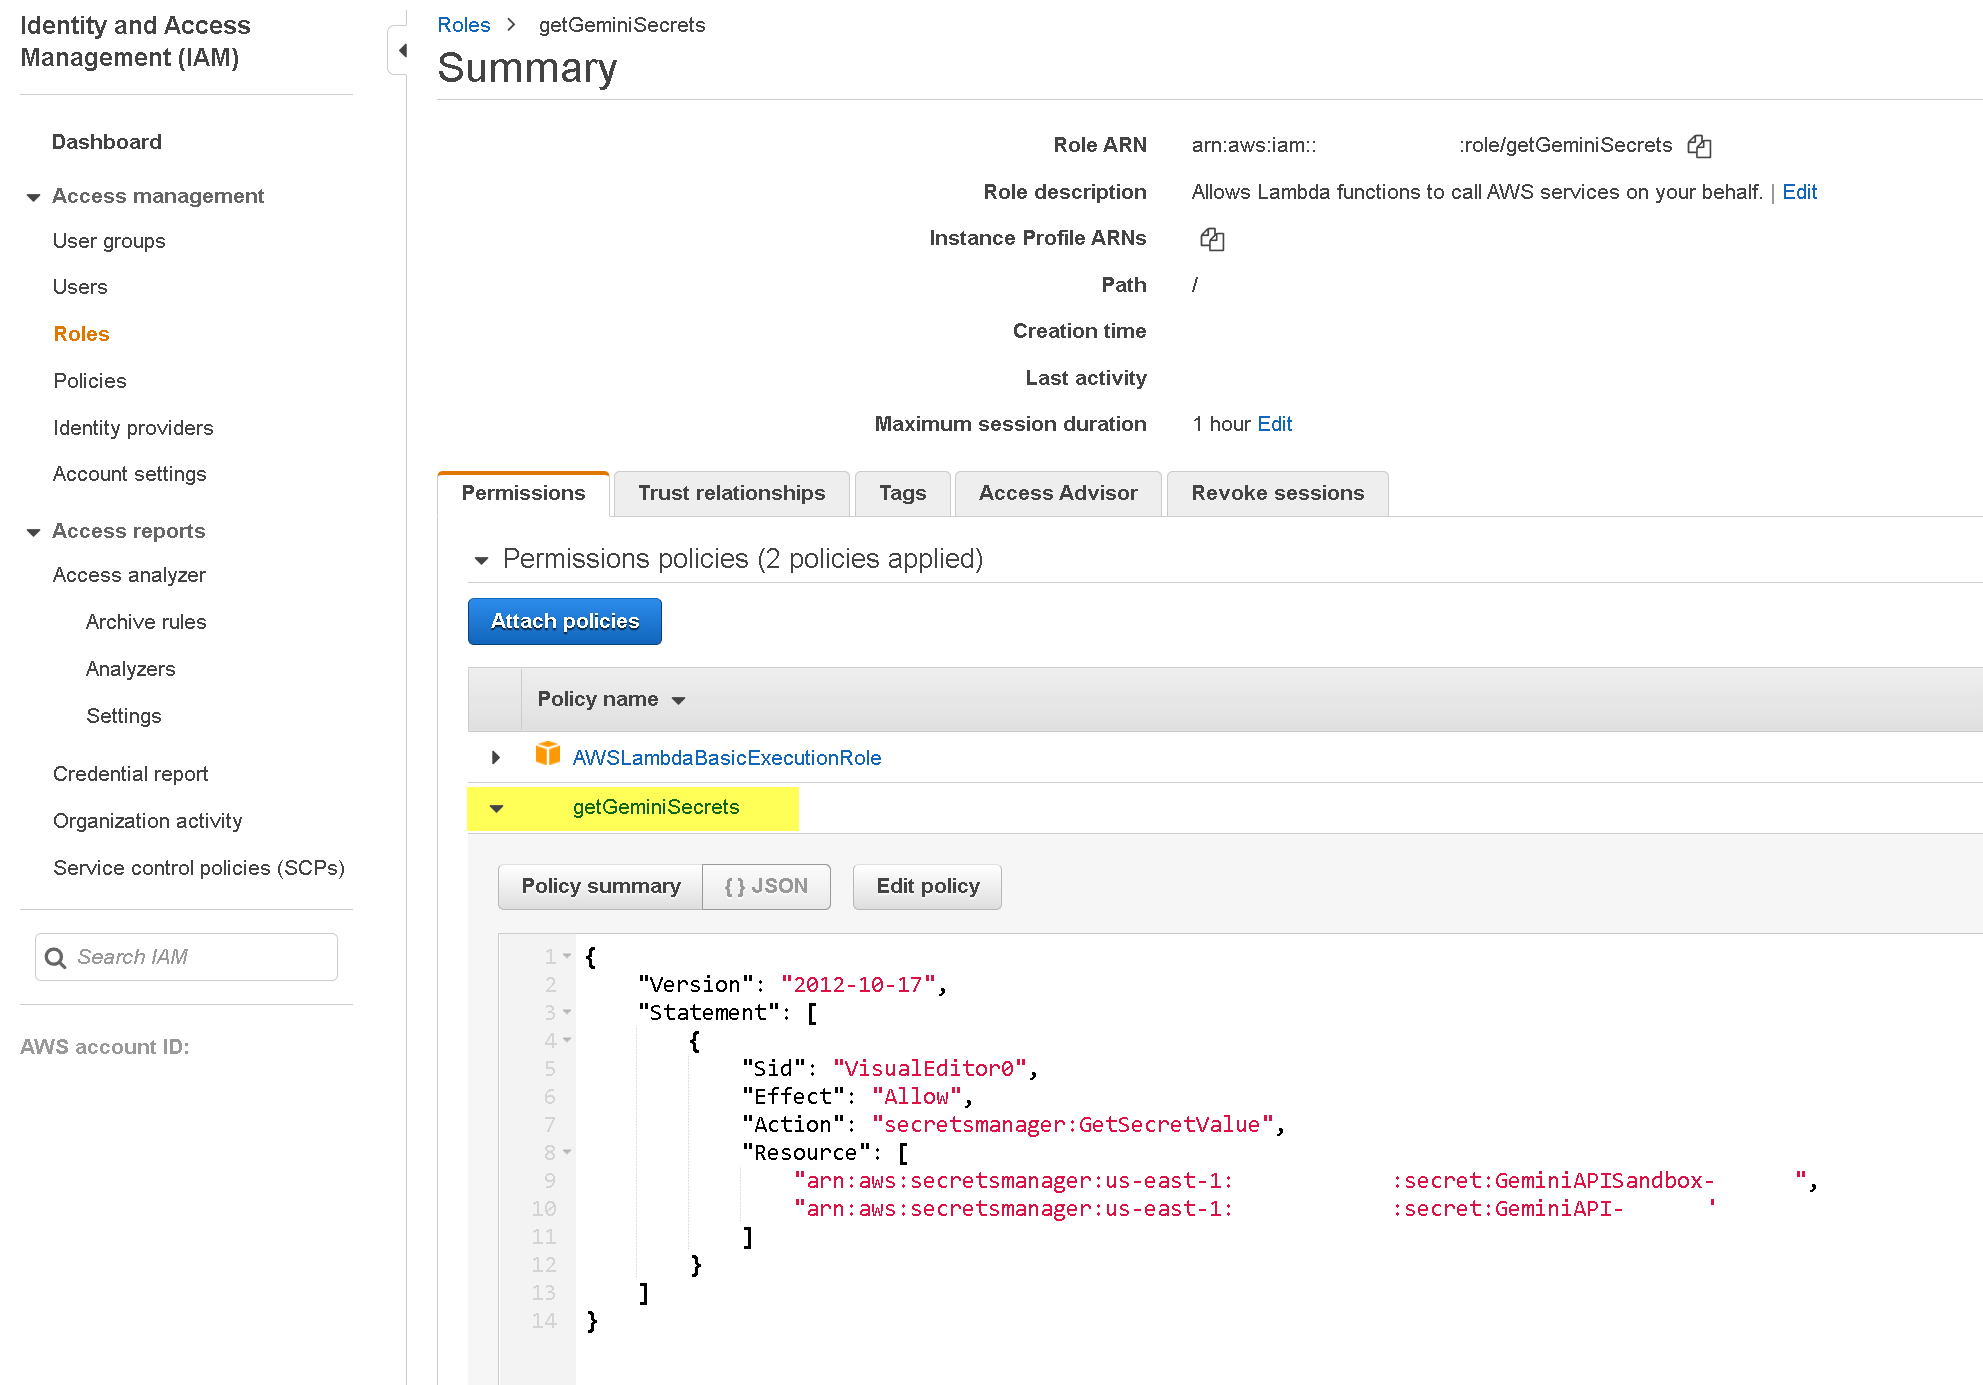 Identity and Access
Management (IAM)
Dashboard
Access management
User groups
Users
Roles
Policies
Identity providers
Account settings
Access reports
Access analyzer
Archive rules
Analyzers
Settings
Credential report
Organization activity
Service control policies (SCPs)
Search IAM
AWS account ID:
Roles > getGeminiSecrets
Summary
Role ARN arn:aws:iam:: :role/getGeminiSecrets
Role description Allows Lambda functions to call AWS services on your behalf. | Edit
Instance Profile ARNs
Path /
Creation time
Last activity
Maximum session duration 1 hour Edit
Permissions Trust relationships Tags Access Advisor Revoke sessions
Permissions policies (2 policies applied)
Attach policies
Policy name
AWSLambdaBasicExecutionRole
getGeminiSecrets
Policy summary {} JSON Edit policy
1 {
2 "Version": "2012-10-17",
3 "Statement": [
4 {
5 "Sid": "VisualEditor0",
6 "Effect": "Allow",
7 "Action": "secretsmanager:GetSecretValue",
8 "Resource": [
9 "arn:aws:secretsmanager:us-east-1: :secret:GeminiAPISandbox- ",
10 "arn:aws:secretsmanager:us-east-1: :secret:GeminiAPI- '
11 ]
12 }
13 ]
14 }